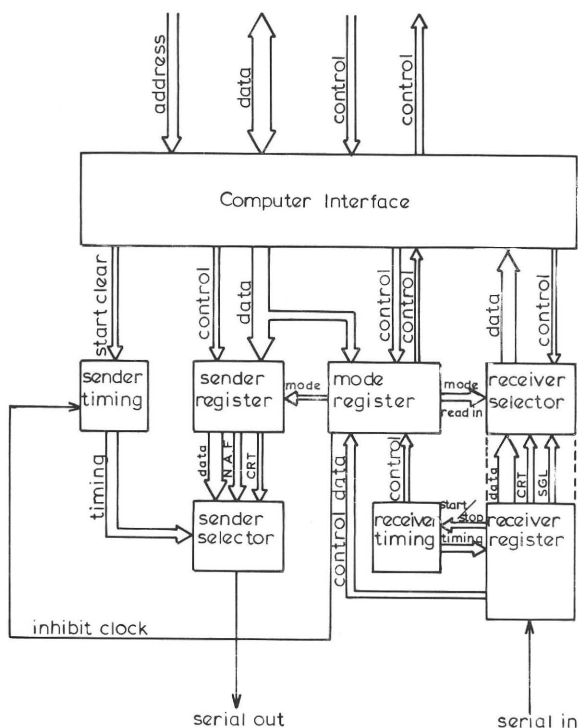 address
data
control
control
Computer Interface
start clear
control
data
control
control
data
control
sender
timing
sender
register
mode
mode
register
mode
read in
receiver
selector
timing
data
N.A.F
CRT
sender
selector
control data
control
receiver
timing
start/
stop
timing
data
CRT
SGL
receiver
register
inhibit clock
serial out
serial in